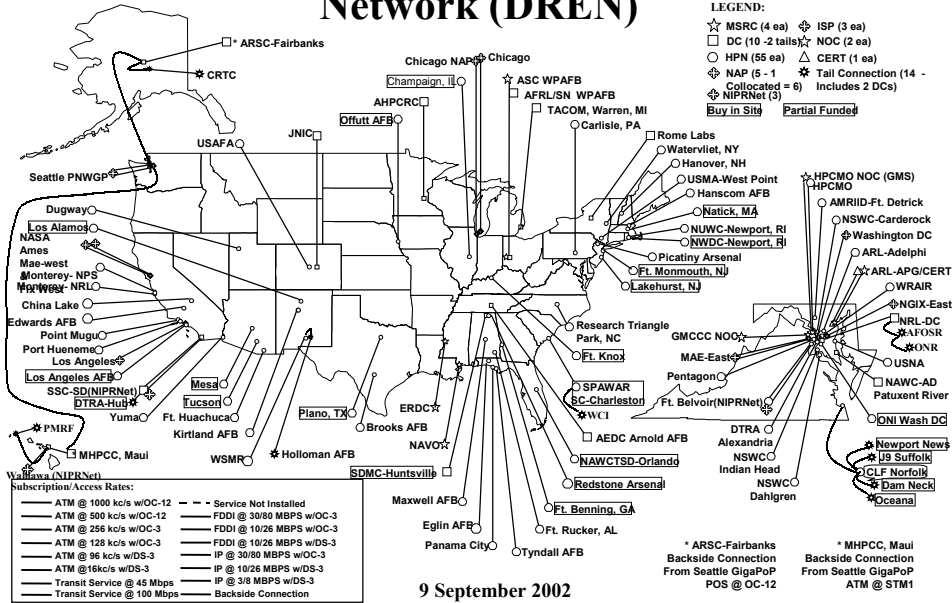 Network (DREN)
LEGEND:
MSRC (4 ea)
ISP (3 ea)
DC (10 -2 tails)
NOC (2 ea)
HPN (55 ea)
CERT (1 ea)
NAP (5 - 1
Collocated = 6)
Tail Connection (14 -
Includes 2 DCs)
NIPRNet (3)
Buy in Site
Partial Funded
* ARSC-Fairbanks
CRTC
Chicago NAP
Chicago
Champaign, IL
ASC WPAFB
AFRL/SN WPAFB
AHPCRC
TACOM, Warren, MI
Offutt AFB
Carlisle, PA
JNIC
USAFA
Rome Labs
Watervliet, NY
Hanover, NH
USMA-West Point
Hanscom AFB
Natick, MA
NUWC-Newport, RI
NWDC-Newport, RI
Picatiny Arsenal
Ft. Monmouth, NJ
Lakehurst, NJ
Seattle PNWGP
Dugway
Los Alamos
NASA
Ames
Mae-west
&
Fix West
Monterey- NPS
Monterey- NRL
China Lake
Edwards AFB
Point Mugu
Port Hueneme
Los Angeles
Los Angeles AFB
SSC-SD(NIPRNet)
DTRA-Hub
Yuma
Mesa
Tucson
Ft. Huachuca
Kirtland AFB
WSMR
Holloman AFB
Plano, TX
Brooks AFB
ERDC
NAVO
SDMC-Huntsville
Maxwell AFB
Eglin AFB
Panama City
Tyndall AFB
Ft. Rucker, AL
Ft. Benning, GA
Redstone Arsenal
NAWCTSD-Orlando
AEDC Arnold AFB
WCI
SPAWAR
SC-Charleston
Ft. Knox
Research Triangle
Park, NC
HPCMO NOC (GMS)
HPCMO
AMRIID-Ft. Detrick
NSWC-Carderock
Washington DC
ARL-Adelphi
ARL-APG/CERT
WRAIR
NGIX-East
NRL-DC
AFOSR
ONR
USNA
NAWC-AD
Patuxent River
ONI Wash DC
Newport News
J9 Suffolk
CLF Norfolk
Dam Neck
Oceana
GMCCC NOC
MAE-East
Pentagon
Ft. Belvoir(NIPRNet)
DTRA
Alexandria
NSWC
Indian Head
NSWC
Dahlgren
PMRF
* MHPCC, Maui
Wahiawa (NIPRNet)
Subscription/Access Rates:
ATM @ 1000 kc/s w/OC-12
ATM @ 500 kc/s w/OC-12
ATM @ 256 kc/s w/OC-3
ATM @ 128 kc/s w/OC-3
ATM @ 96 kc/s w/DS-3
ATM @16kc/s w/DS-3
Transit Service @ 45 Mbps
Transit Service @ 100 Mbps
Service Not Installed
FDDI @ 30/80 MBPS w/OC-3
FDDI @ 10/26 MBPS w/OC-3
FDDI @ 10/26 MBPS w/DS-3
IP @ 30/80 MBPS w/OC-3
IP @ 10/26 MBPS w/DS-3
IP @ 3/8 MBPS w/DS-3
Backside Connection
9 September 2002
* ARSC-Fairbanks
Backside Connection
From Seattle GigaPoP
POS @ OC-12
* MHPCC, Maui
Backside Connection
From Seattle GigaPoP
ATM @ STM1